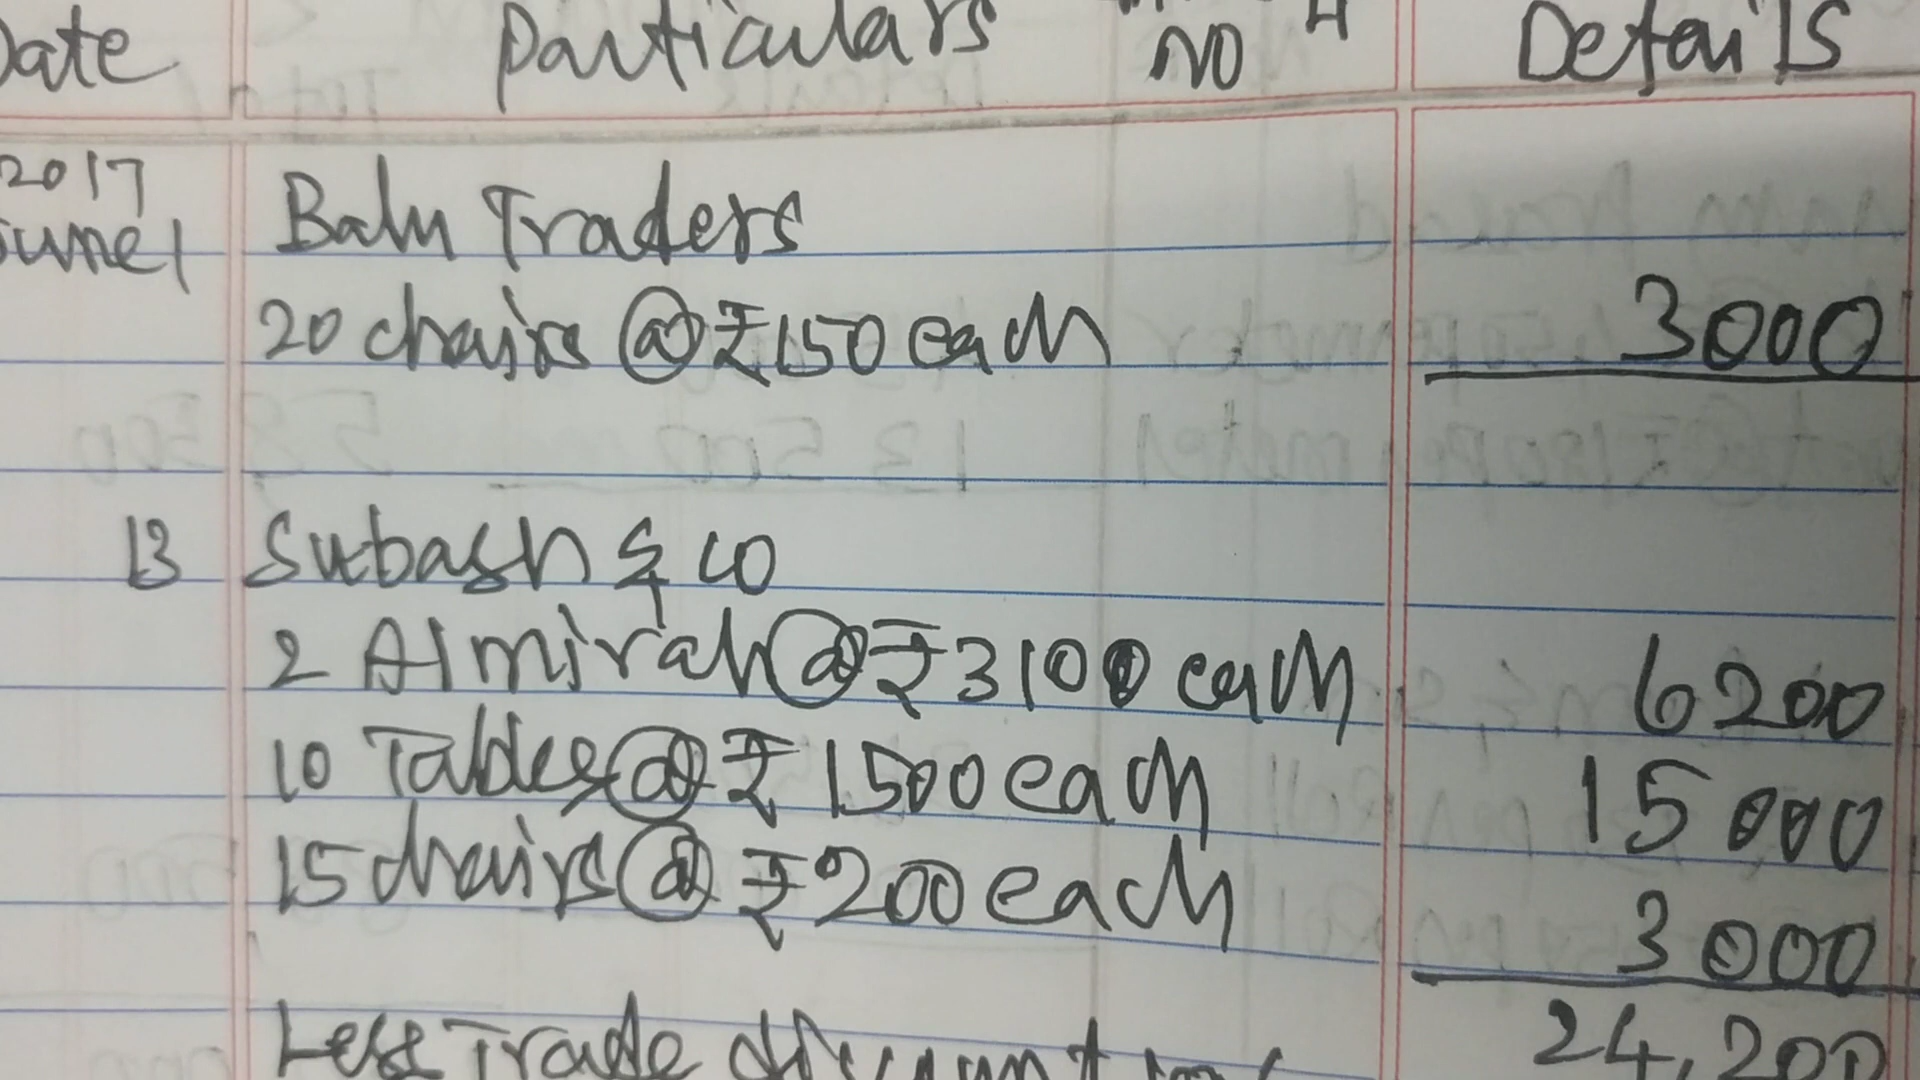 Date Particulars NO Details
2017
June 1 Balu Traders
20 chairs @ ₹150 each 3000
13 Subash & Co
2 Almirah @ ₹3100 each 6200
10 Tables @ ₹1500 each 15000
15 chairs @ ₹200 each 3000
24,200
Less Trade discount